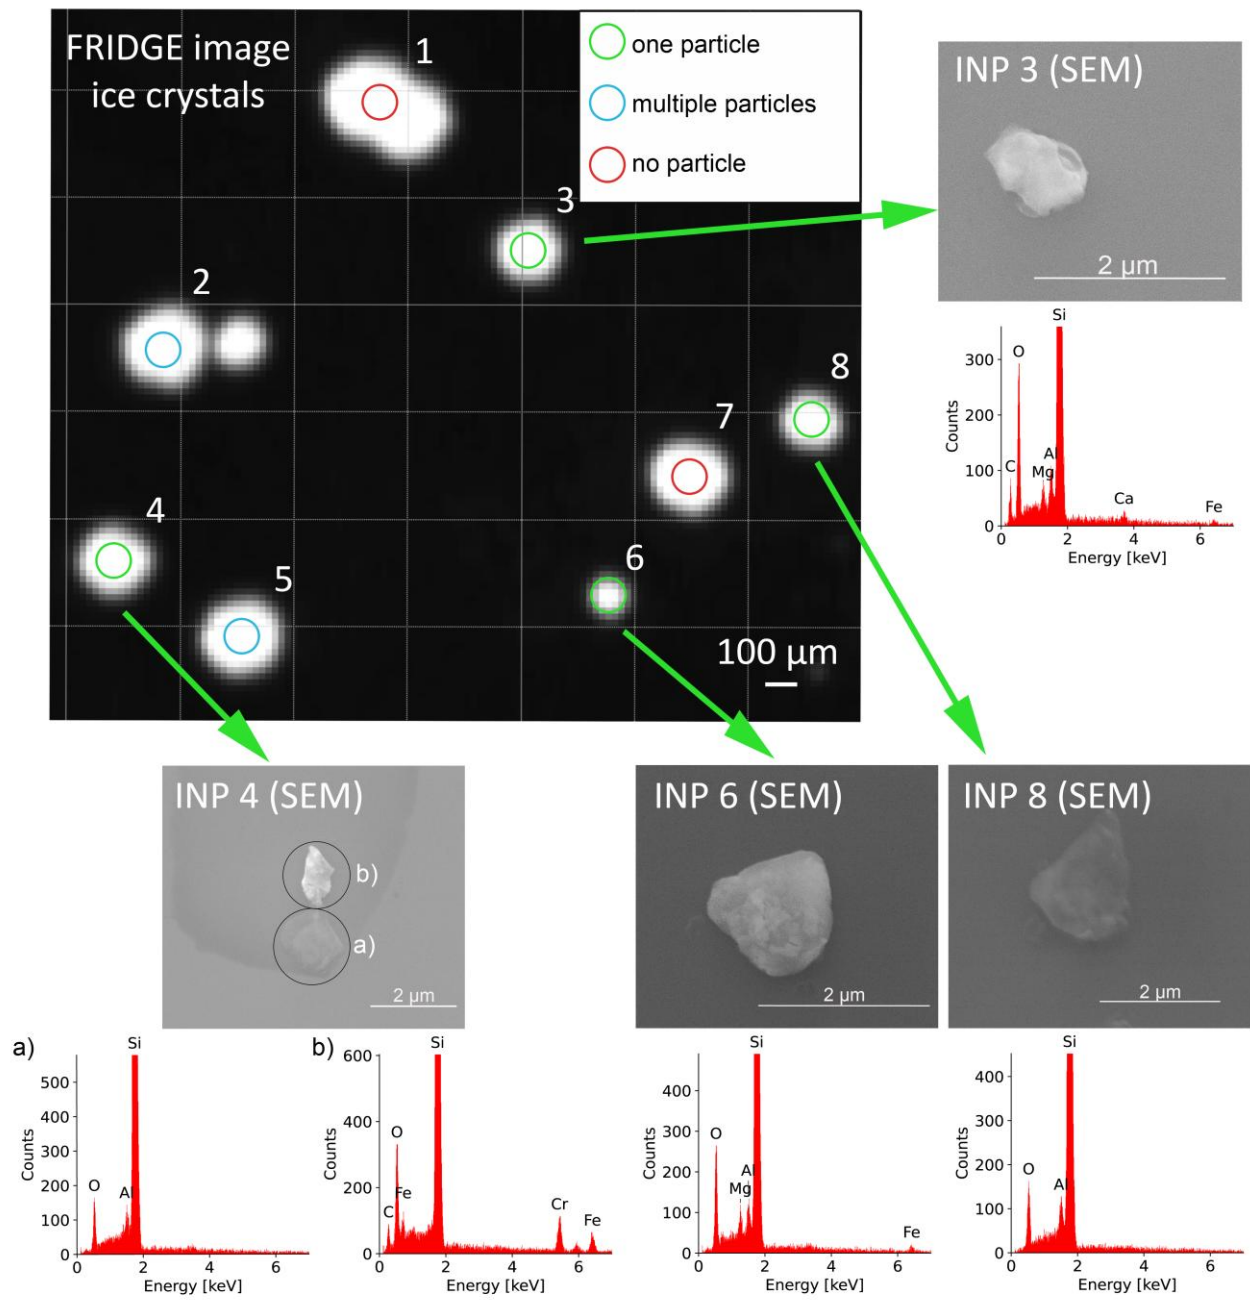 FRIDGE image
ice crystals
one particle
multiple particles
no particle
1
2
3
4
5
6
7
8
100 µm
INP 3 (SEM)
2 µm
Si
O
C
Mg
Al
Ca
Fe
300
200
100
0
Counts
0 2 4 6
Energy [keV]
INP 4 (SEM)
b)
a)
2 µm
INP 6 (SEM)
2 µm
INP 8 (SEM)
2 µm
a)
Si
O
Al
500
400
300
200
100
0
Counts
0 2 4 6
Energy [keV]
b)
Si
O
Fe
C
Cr
Fe
600
400
200
0
Counts
0 2 4 6
Energy [keV]
Si
O
Al
Mg
Fe
400
300
200
100
0
Counts
0 2 4 6
Energy [keV]
Si
O
Al
400
300
200
100
0
Counts
0 2 4 6
Energy [keV]